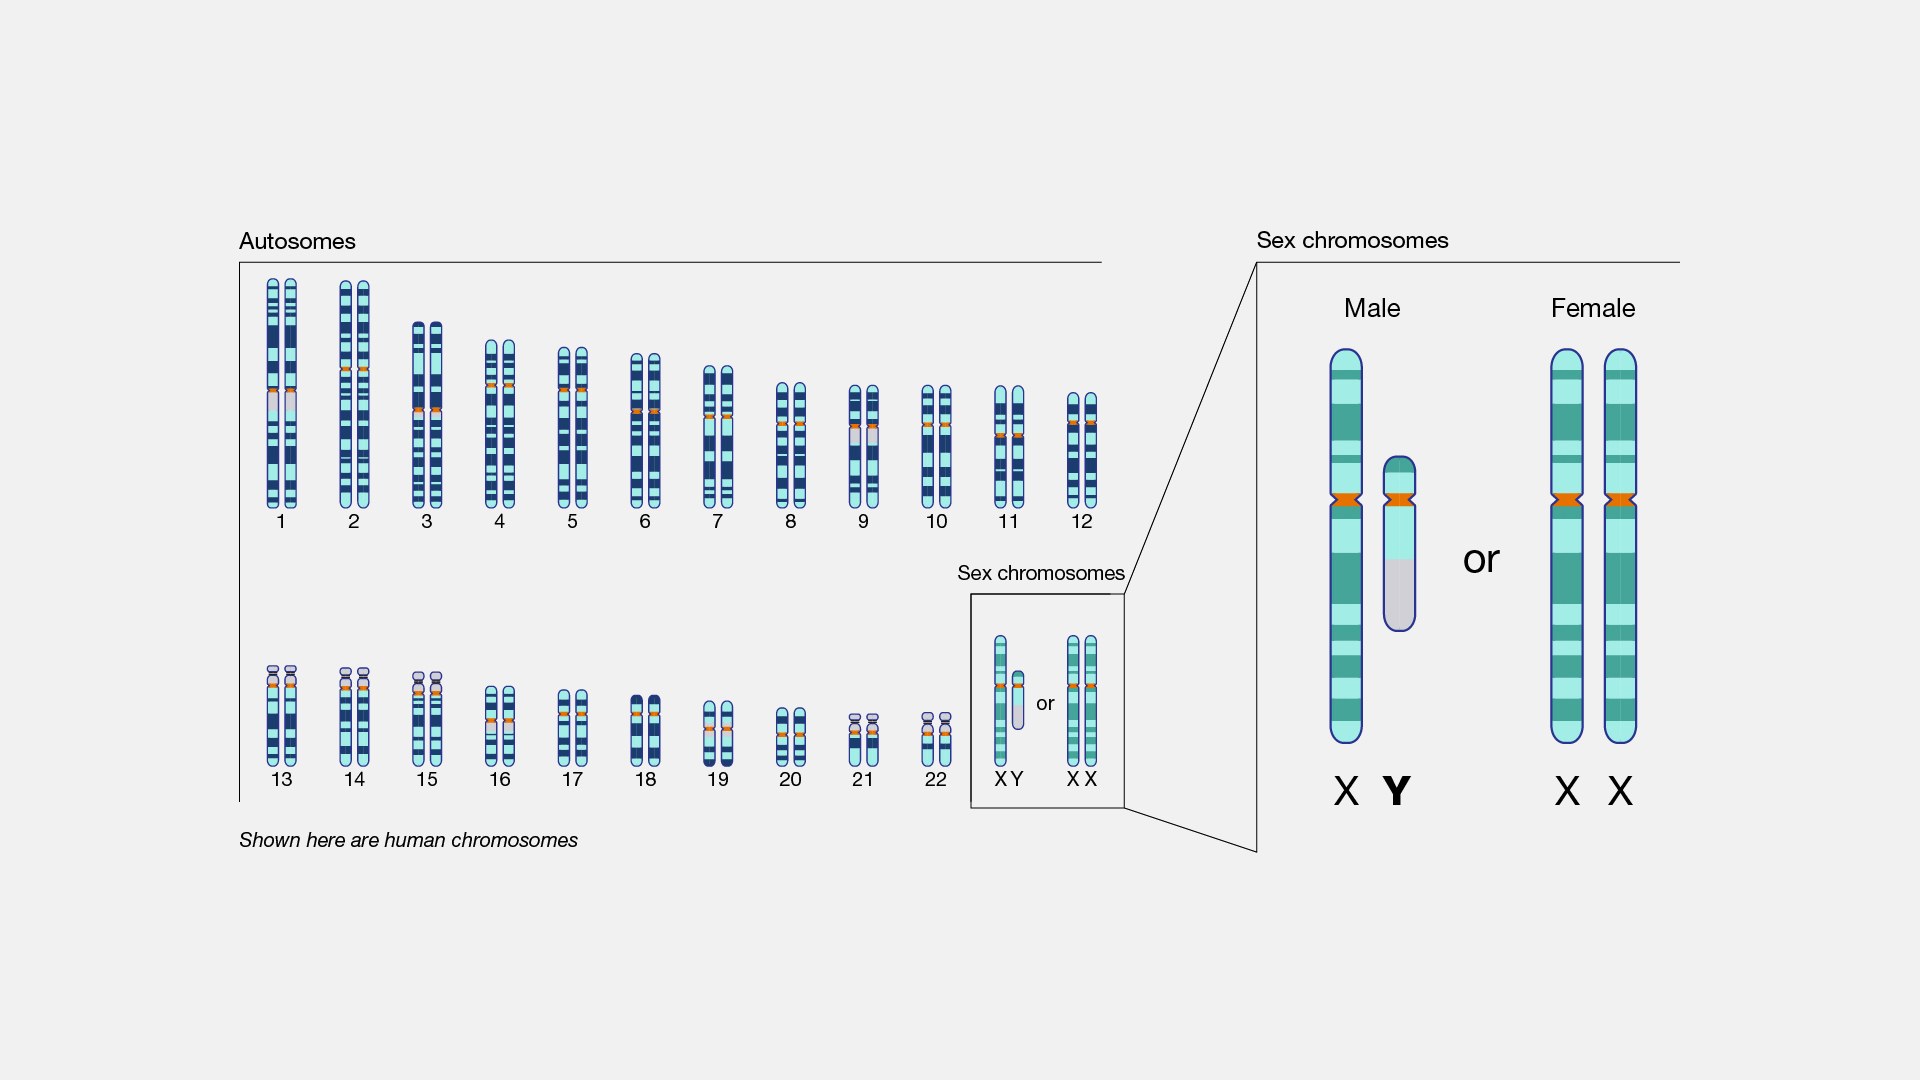 Autosomes
1 2 3 4 5 6 7 8 9 10 11 12
Sex chromosomes
or
13 14 15 16 17 18 19 20 21 22 X Y X X
Shown here are human chromosomes
Sex chromosomes
Male Female
or
X Y X X